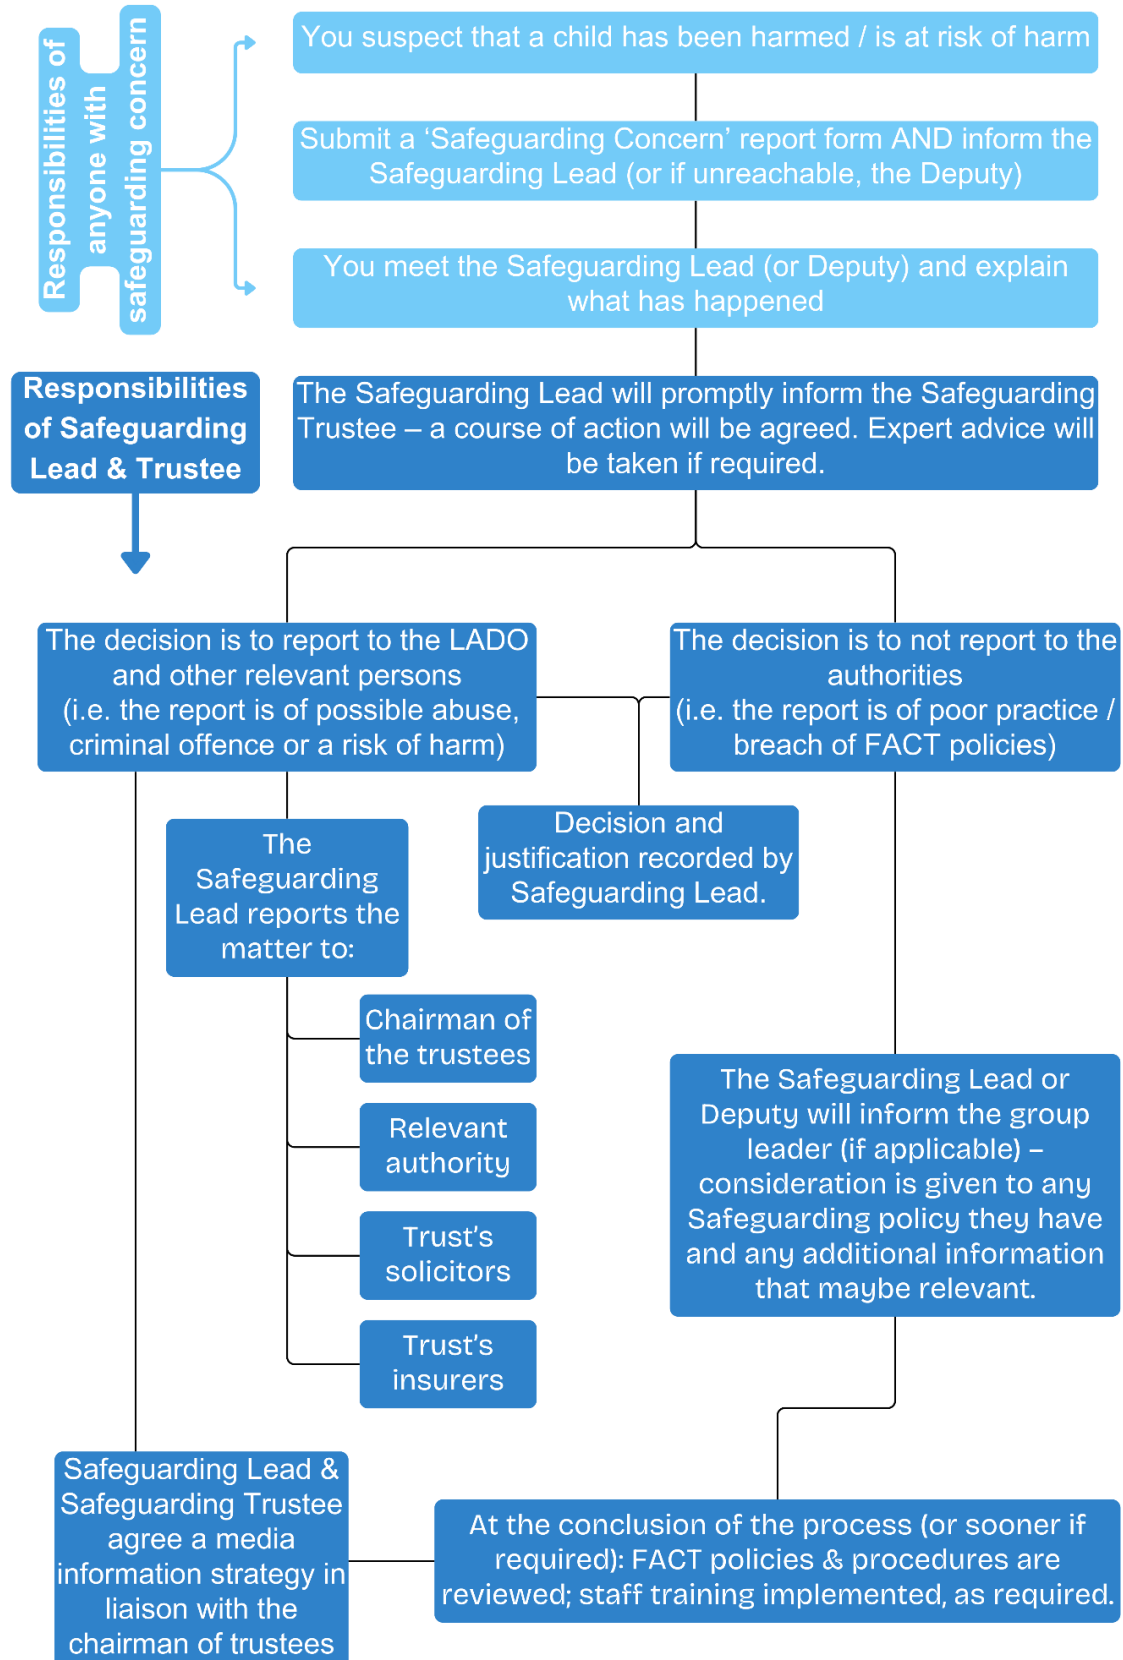 Responsibilities of
anyone with
safeguarding concern
You suspect that a child has been harmed / is at risk of harm
Submit a ‘Safeguarding Concern’ report form AND inform the
Safeguarding Lead (or if unreachable, the Deputy)
You meet the Safeguarding Lead (or Deputy) and explain
what has happened
Responsibilities
of Safeguarding
Lead & Trustee
The Safeguarding Lead will promptly inform the Safeguarding
Trustee – a course of action will be agreed. Expert advice will
be taken if required.
The decision is to report to the LADO
and other relevant persons
(i.e. the report is of possible abuse,
criminal offence or a risk of harm)
The decision is to not report to the
authorities
(i.e. the report is of poor practice /
breach of FACT policies)
Decision and
justification recorded by
Safeguarding Lead.
The
Safeguarding
Lead reports the
matter to:
Chairman of
the trustees
Relevant
authority
Trust’s
solicitors
Trust’s
insurers
The Safeguarding Lead or
Deputy will inform the group
leader (if applicable) –
consideration is given to any
Safeguarding policy they have
and any additional information
that maybe relevant.
Safeguarding Lead &
Safeguarding Trustee
agree a media
information strategy in
liaison with the
chairman of trustees
At the conclusion of the process (or sooner if
required): FACT policies & procedures are
reviewed; staff training implemented, as required.